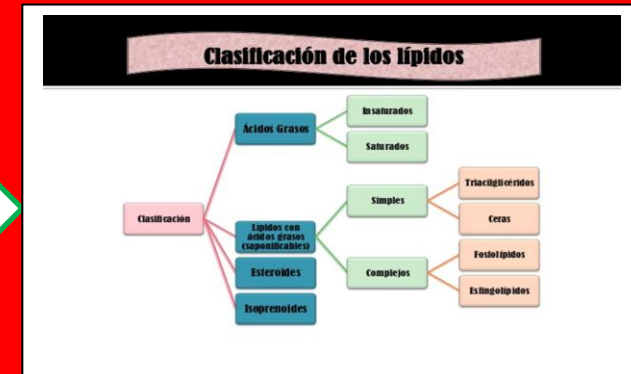 Clasificación de los lípidos
Clasificación
Ácidos Grasos
Insaturados
Saturados
Lípidos con
ácidos grasos
(saponificables)
Simples
Triacilglicéridos
Ceras
Complejos
Fosfolípidos
Esfingolípidos
Esteroides
Isoprenoides